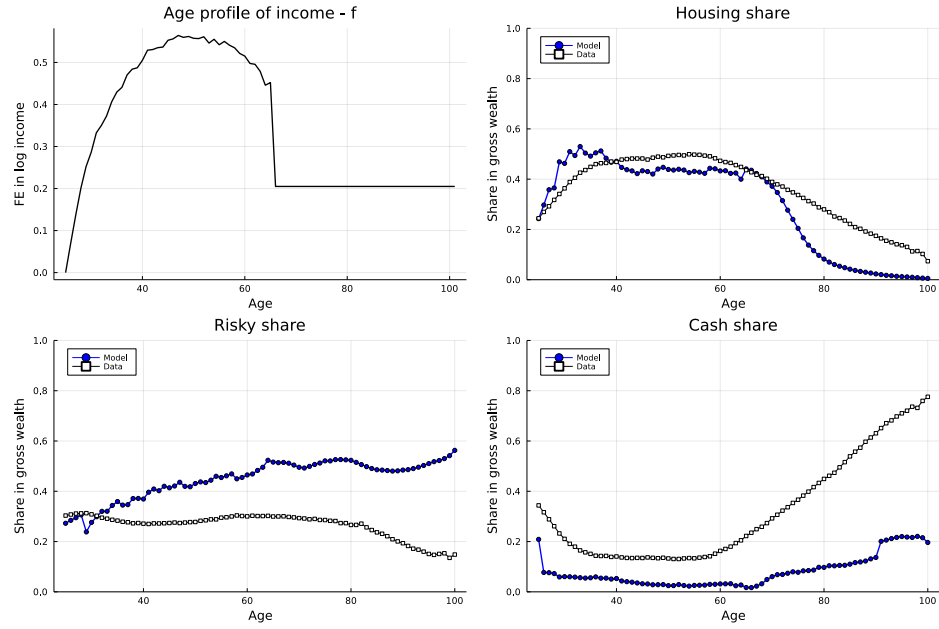 Age profile of income - f
FE in log income
0.5
0.4
0.3
0.2
0.1
0.0
40
60
80
100
Age
Housing share
Share in gross wealth
1.0
0.8
0.6
0.4
0.2
0.0
Model
Data
40
60
80
100
Age
Risky share
Share in gross wealth
1.0
0.8
0.6
0.4
0.2
0.0
Model
Data
40
60
80
100
Age
Cash share
Share in gross wealth
1.0
0.8
0.6
0.4
0.2
0.0
Model
Data
40
60
80
100
Age